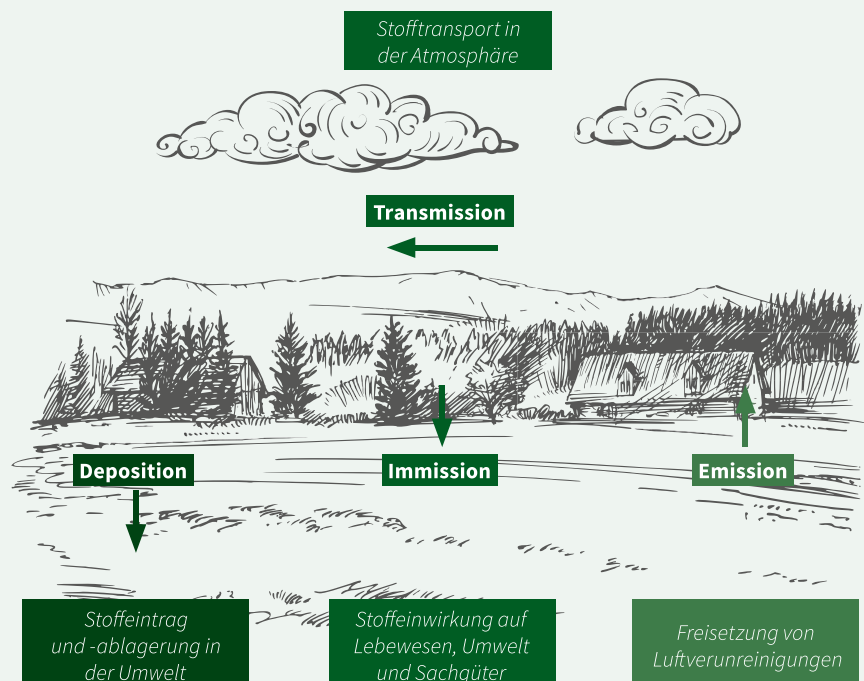 Stofftransport in
der Atmosphäre
Transmission
Deposition
Immission
Emission
Stoffeintrag
und -ablagerung in
der Umwelt
Stoffeinwirkung auf
Lebewesen, Umwelt
und Sachgüter
Freisetzung von
Luftverunreinigungen